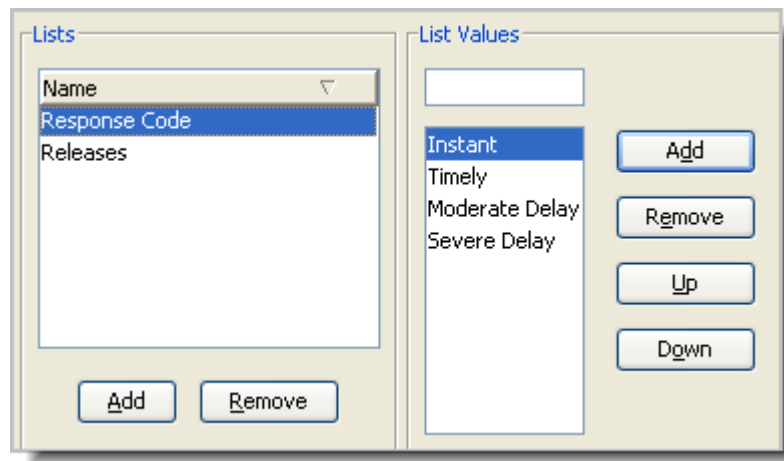 Lists
Name
Response Code
Releases
Add
Remove
List Values
Instant
Timely
Moderate Delay
Severe Delay
Add
Remove
Up
Down